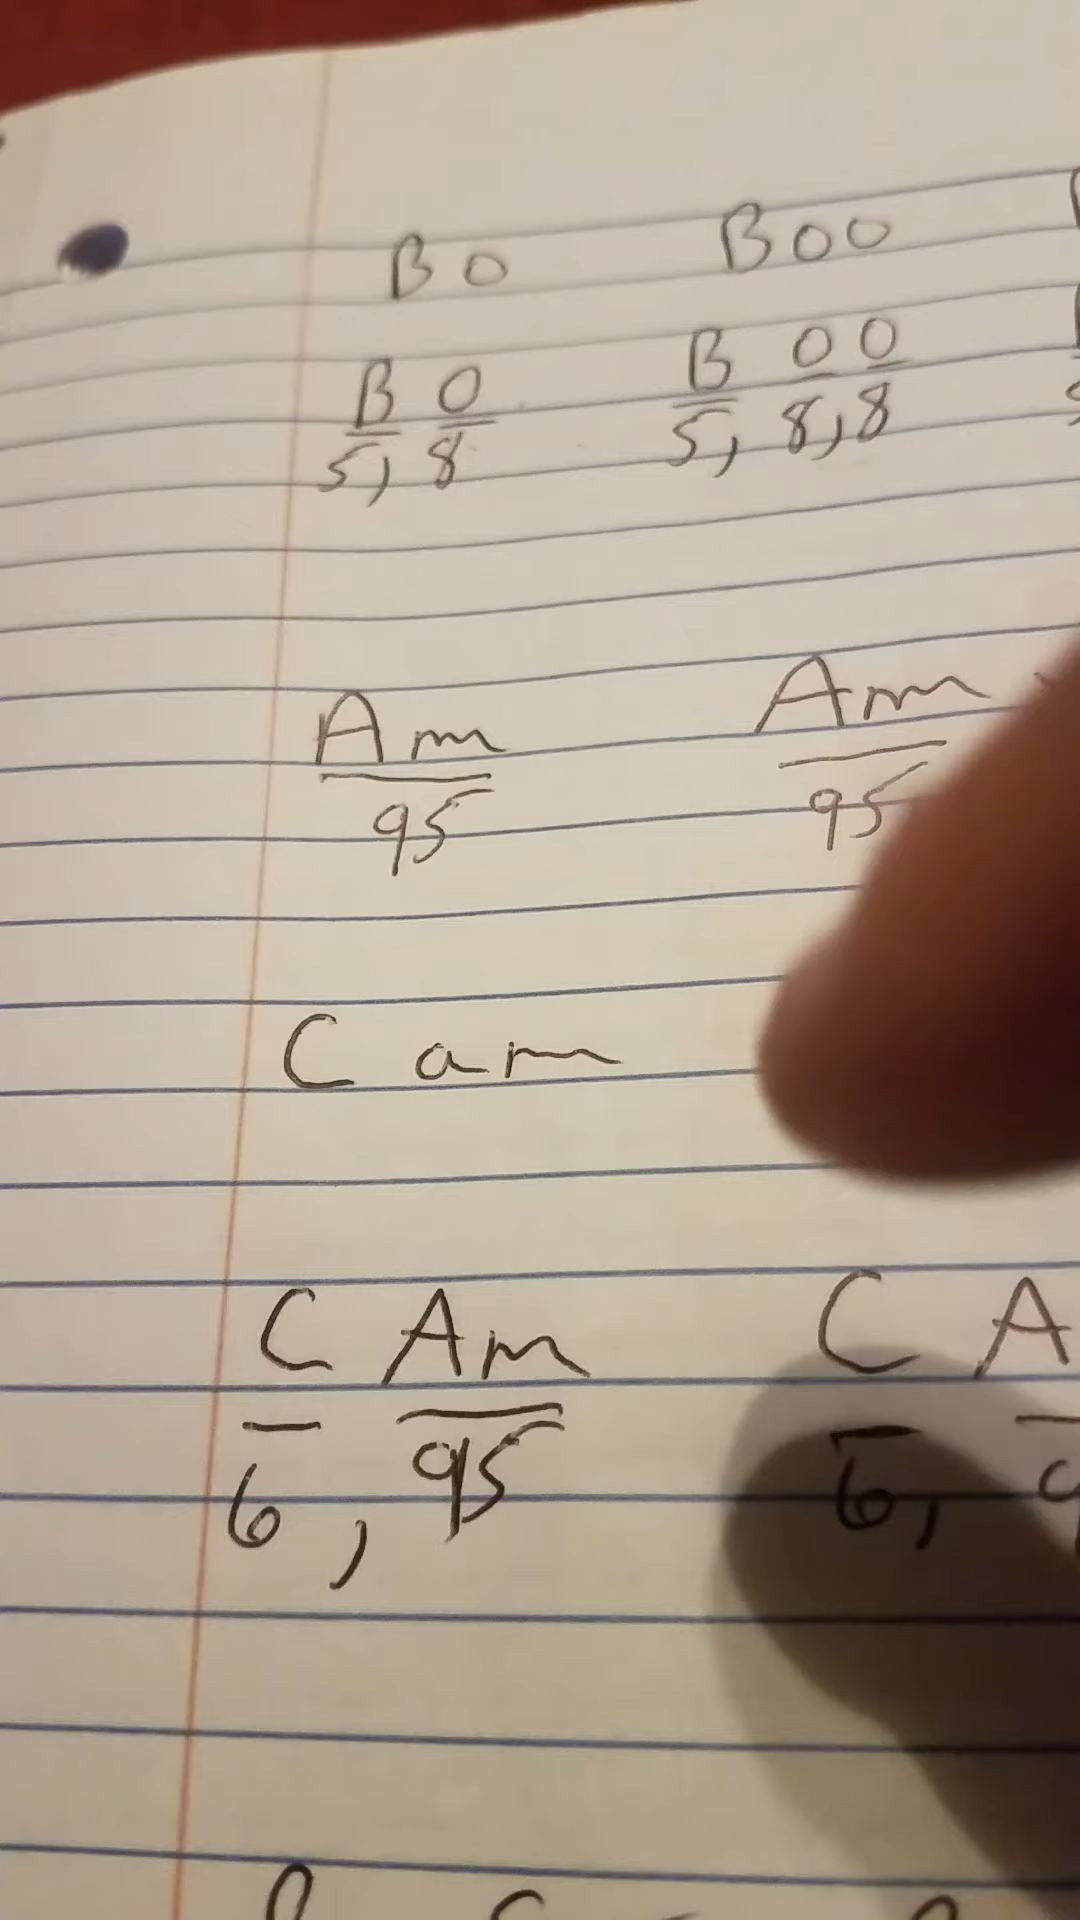 Bo Boo
B O B O O
5, 8 5, 8, 8
Am Am
95 95
C am
C Am C A
6, 95 6,